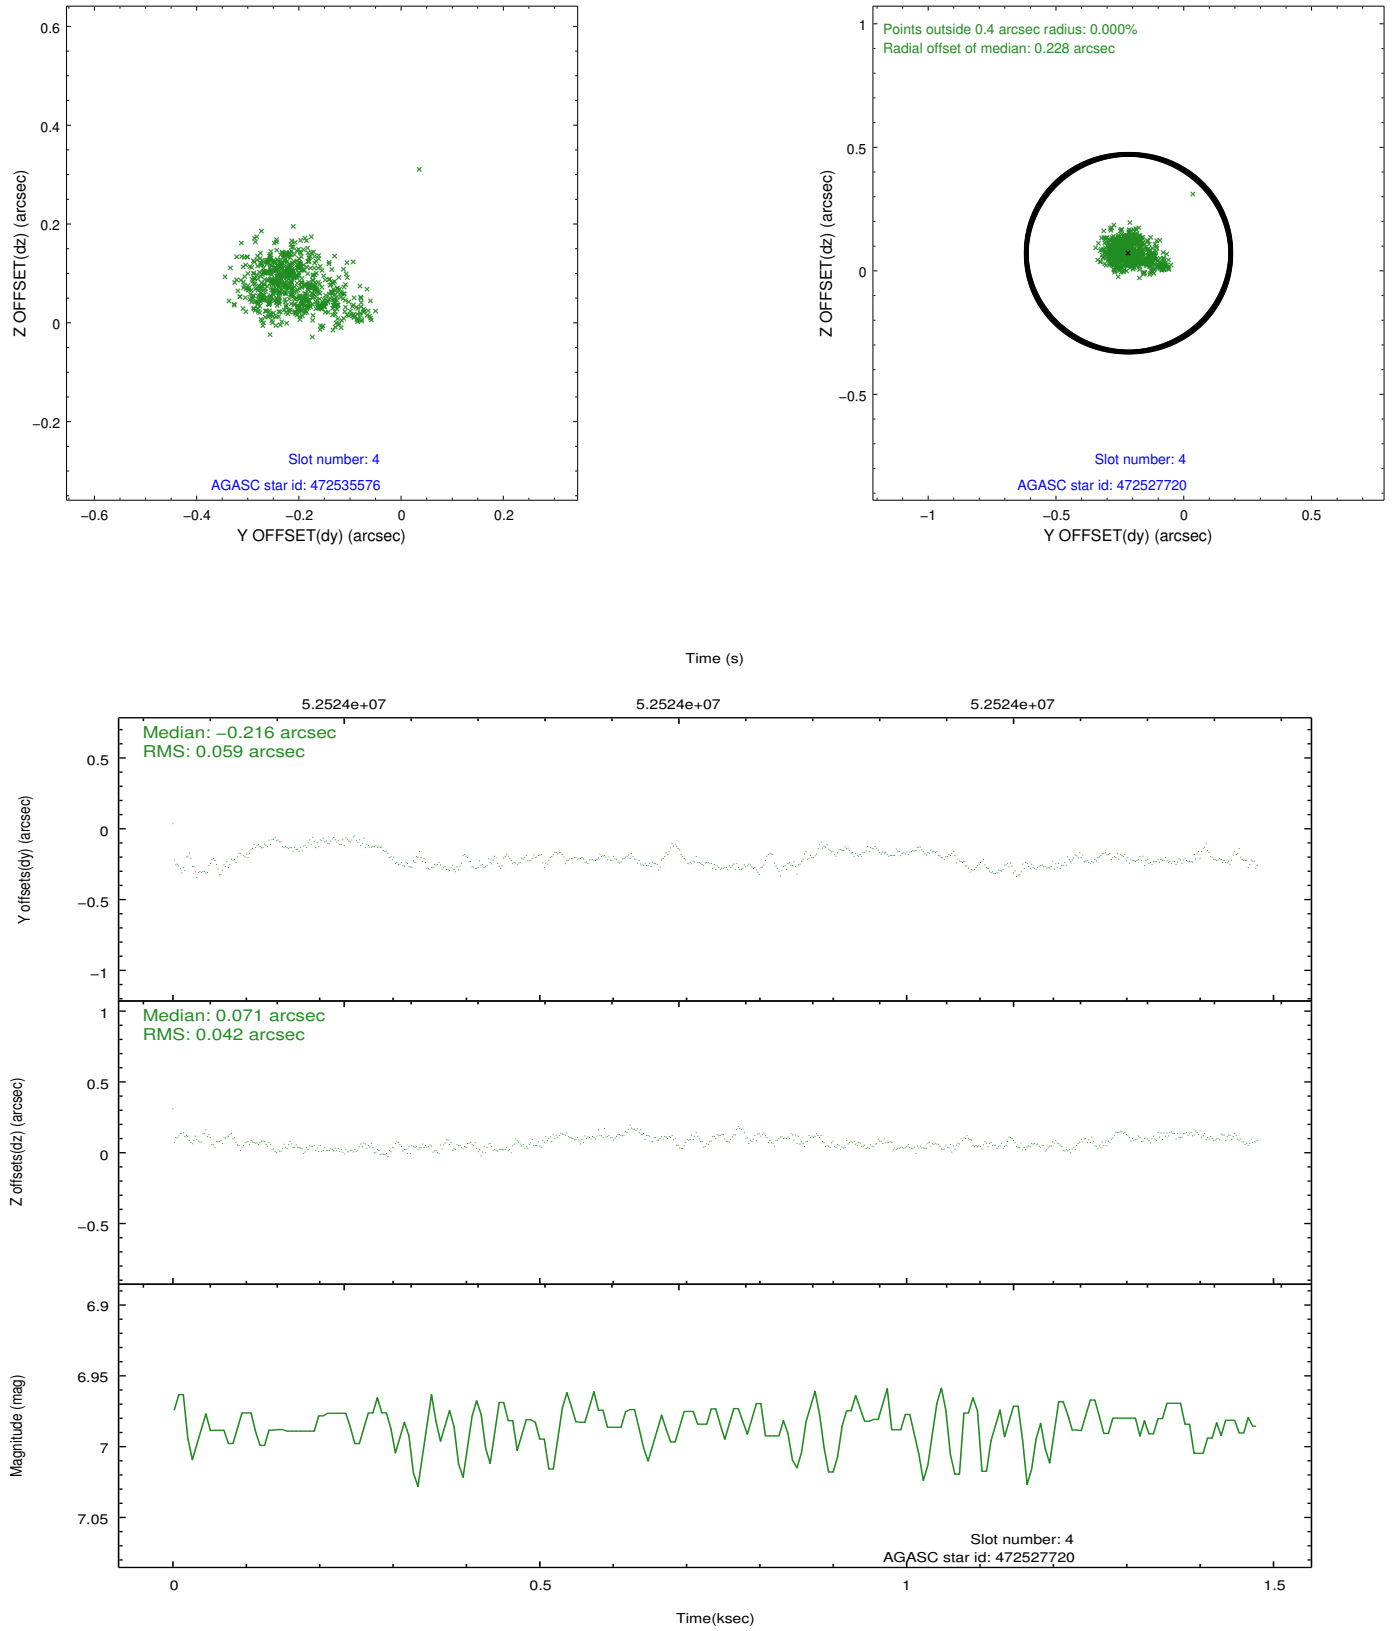 0.6
0.4
0.2
0
−0.2
Z OFFSET(dz) (arcsec)
Slot number: 4
AGASC star id: 472535576
−0.6
−0.4
−0.2
0
0.2
Y OFFSET(dy) (arcsec)
Points outside 0.4 arcsec radius: 0.000%
Radial offset of median: 0.228 arcsec
1
0.5
0
−0.5
Z OFFSET(dz) (arcsec)
Slot number: 4
AGASC star id: 472527720
−1
−0.5
0
0.5
Y OFFSET(dy) (arcsec)
Time (s)
5.2524e+07
5.2524e+07
5.2524e+07
Median: −0.216 arcsec
RMS: 0.059 arcsec
0.5
0
−0.5
−1
Y offsets(dy) (arcsec)
Median: 0.071 arcsec
RMS: 0.042 arcsec
1
0.5
0
−0.5
Z offsets(dz) (arcsec)
6.9
6.95
7
7.05
Magnitude (mag)
Slot number: 4
AGASC star id: 472527720
0
0.5
1
1.5
Time(ksec)